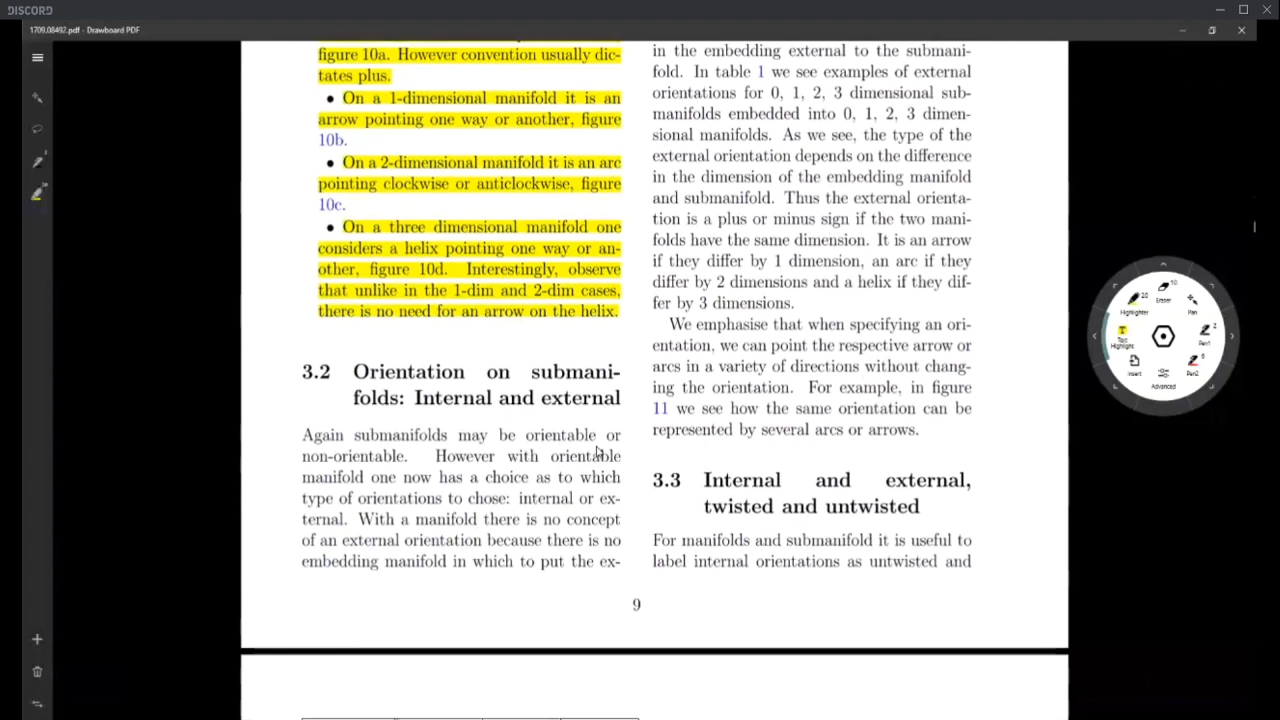 DISCORD
1709.08492.pdf - Drawboard PDF
figure 10a. However convention usually dic-
tates plus.
• On a 1-dimensional manifold it is an
arrow pointing one way or another, figure
10b.
• On a 2-dimensional manifold it is an arc
pointing clockwise or anticlockwise, figure
10c.
• On a three dimensional manifold one
considers a helix pointing one way or an-
other, figure 10d. Interestingly, observe
that unlike in the 1-dim and 2-dim cases,
there is no need for an arrow on the helix.
3.2 Orientation on submani-
folds: Internal and external
Again submanifolds may be orientable or
non-orientable. However with orientable
manifold one now has a choice as to which
type of orientations to chose: internal or ex-
ternal. With a manifold there is no concept
of an external orientation because there is no
embedding manifold in which to put the ex-
in the embedding external to the submani-
fold. In table 1 we see examples of external
orientations for 0, 1, 2, 3 dimensional sub-
manifolds embedded into 0, 1, 2, 3 dimen-
sional manifolds. As we see, the type of the
external orientation depends on the difference
in the dimension of the embedding manifold
and submanifold. Thus the external orienta-
tion is a plus or minus sign if the two mani-
folds have the same dimension. It is an arrow
if they differ by 1 dimension, an arc if they
differ by 2 dimensions and a helix if they dif-
fer by 3 dimensions.
We emphasise that when specifying an ori-
entation, we can point the respective arrow or
arcs in a variety of directions without chang-
ing the orientation. For example, in figure
11 we see how the same orientation can be
represented by several arcs or arrows.
3.3 Internal and external,
twisted and untwisted
For manifolds and submanifold it is useful to
label internal orientations as untwisted and
9
Highlighter
20
Eraser
10
Pan
Text
Highlight
Pen1
2
Insert
Pen2
6
Advanced